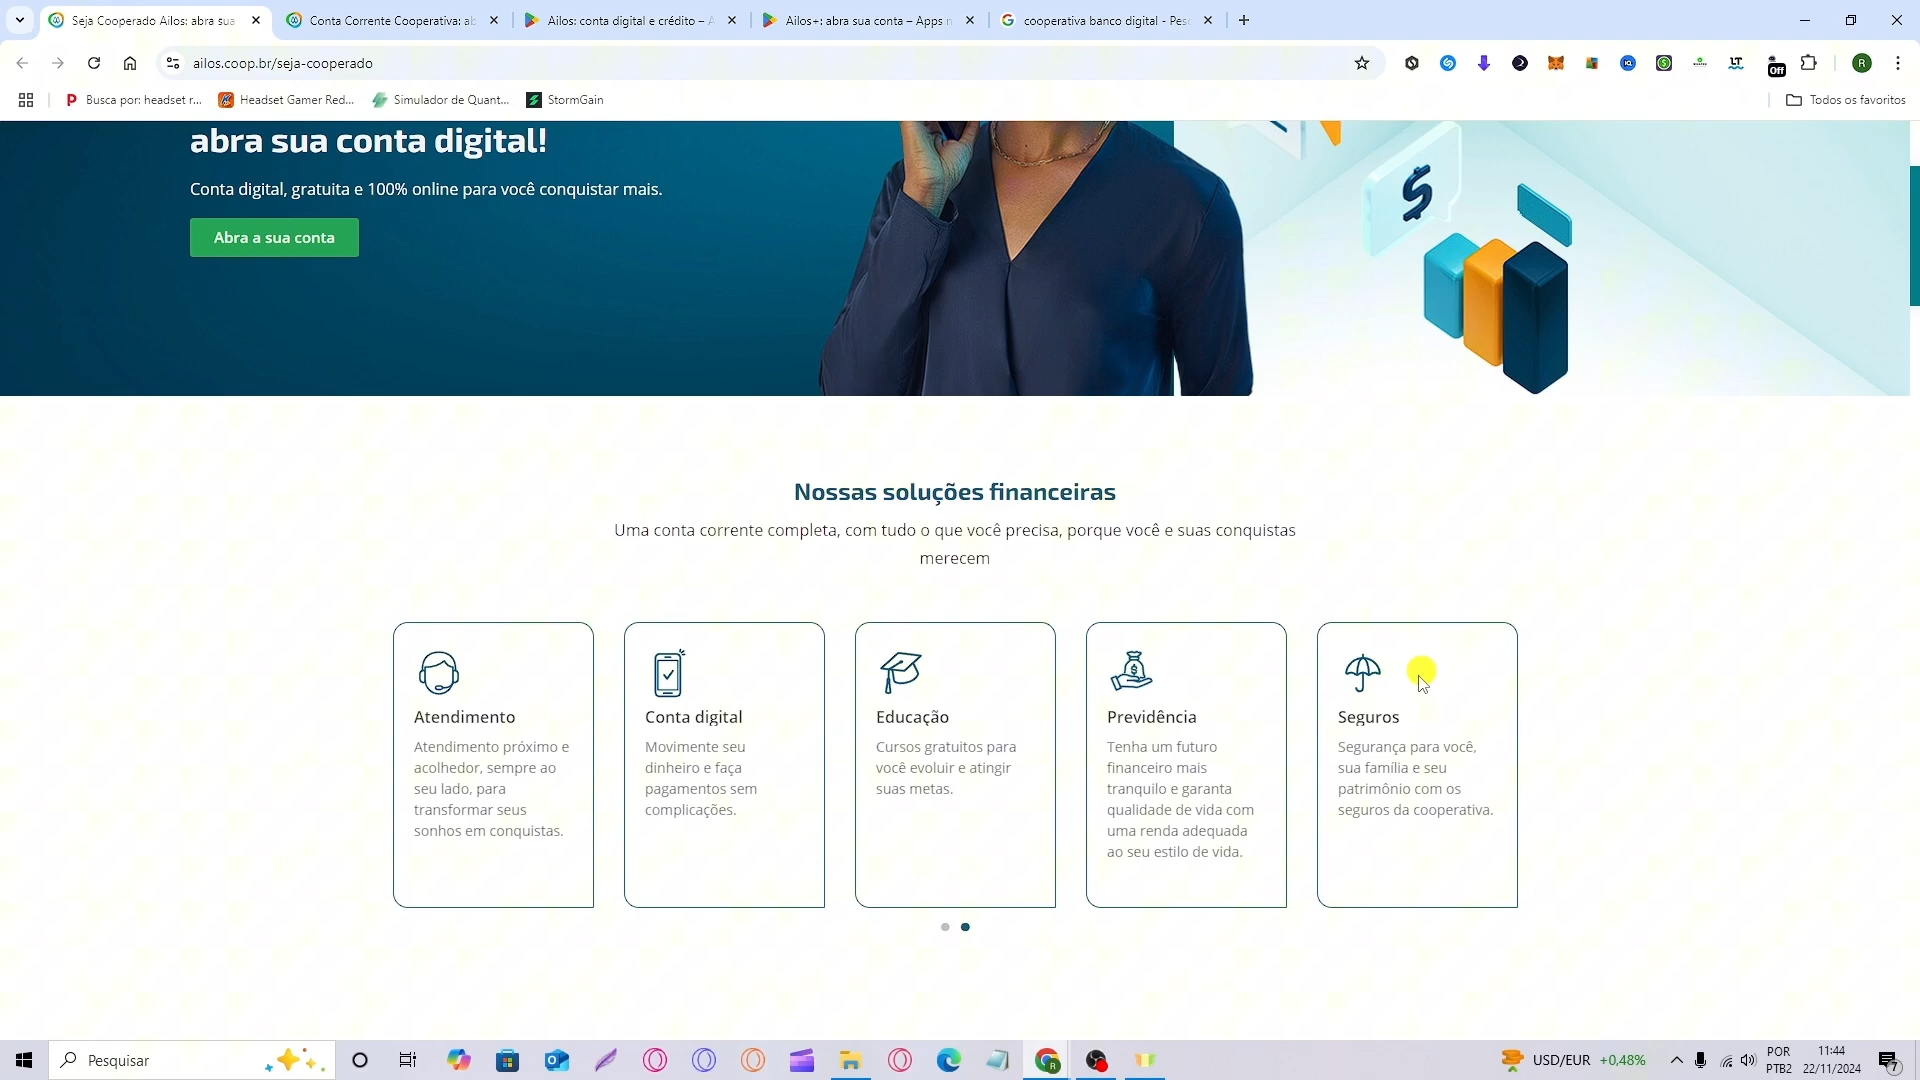 Seja Cooperado Ailos: abra sua
Conta Corrente Cooperativa: ab
Ailos: conta digital e crédito – A
Ailos+: abra sua conta – Apps n
cooperativa banco digital - Pesq
ailos.coop.br/seja-cooperado
Off
R
Busca por: headset r...
Headset Gamer Red...
Simulador de Quant...
StormGain
Todos os favoritos
abra sua conta digital!
Conta digital, gratuita e 100% online para você conquistar mais.
Abra a sua conta
$
Nossas soluções financeiras
Uma conta corrente completa, com tudo o que você precisa, porque você e suas conquistas
merecem
Atendimento
Atendimento próximo e
acolhedor, sempre ao
seu lado, para
transformar seus
sonhos em conquistas.
Conta digital
Movimente seu
dinheiro e faça
pagamentos sem
complicações.
Educação
Cursos gratuitos para
você evoluir e atingir
suas metas.
Previdência
Tenha um futuro
financeiro mais
tranquilo e garanta
qualidade de vida com
uma renda adequada
ao seu estilo de vida.
Seguros
Segurança para você,
sua família e seu
patrimônio com os
seguros da cooperativa.
Pesquisar
USD/EUR +0,48%
POR
PTB2
11:44
22/11/2024
7